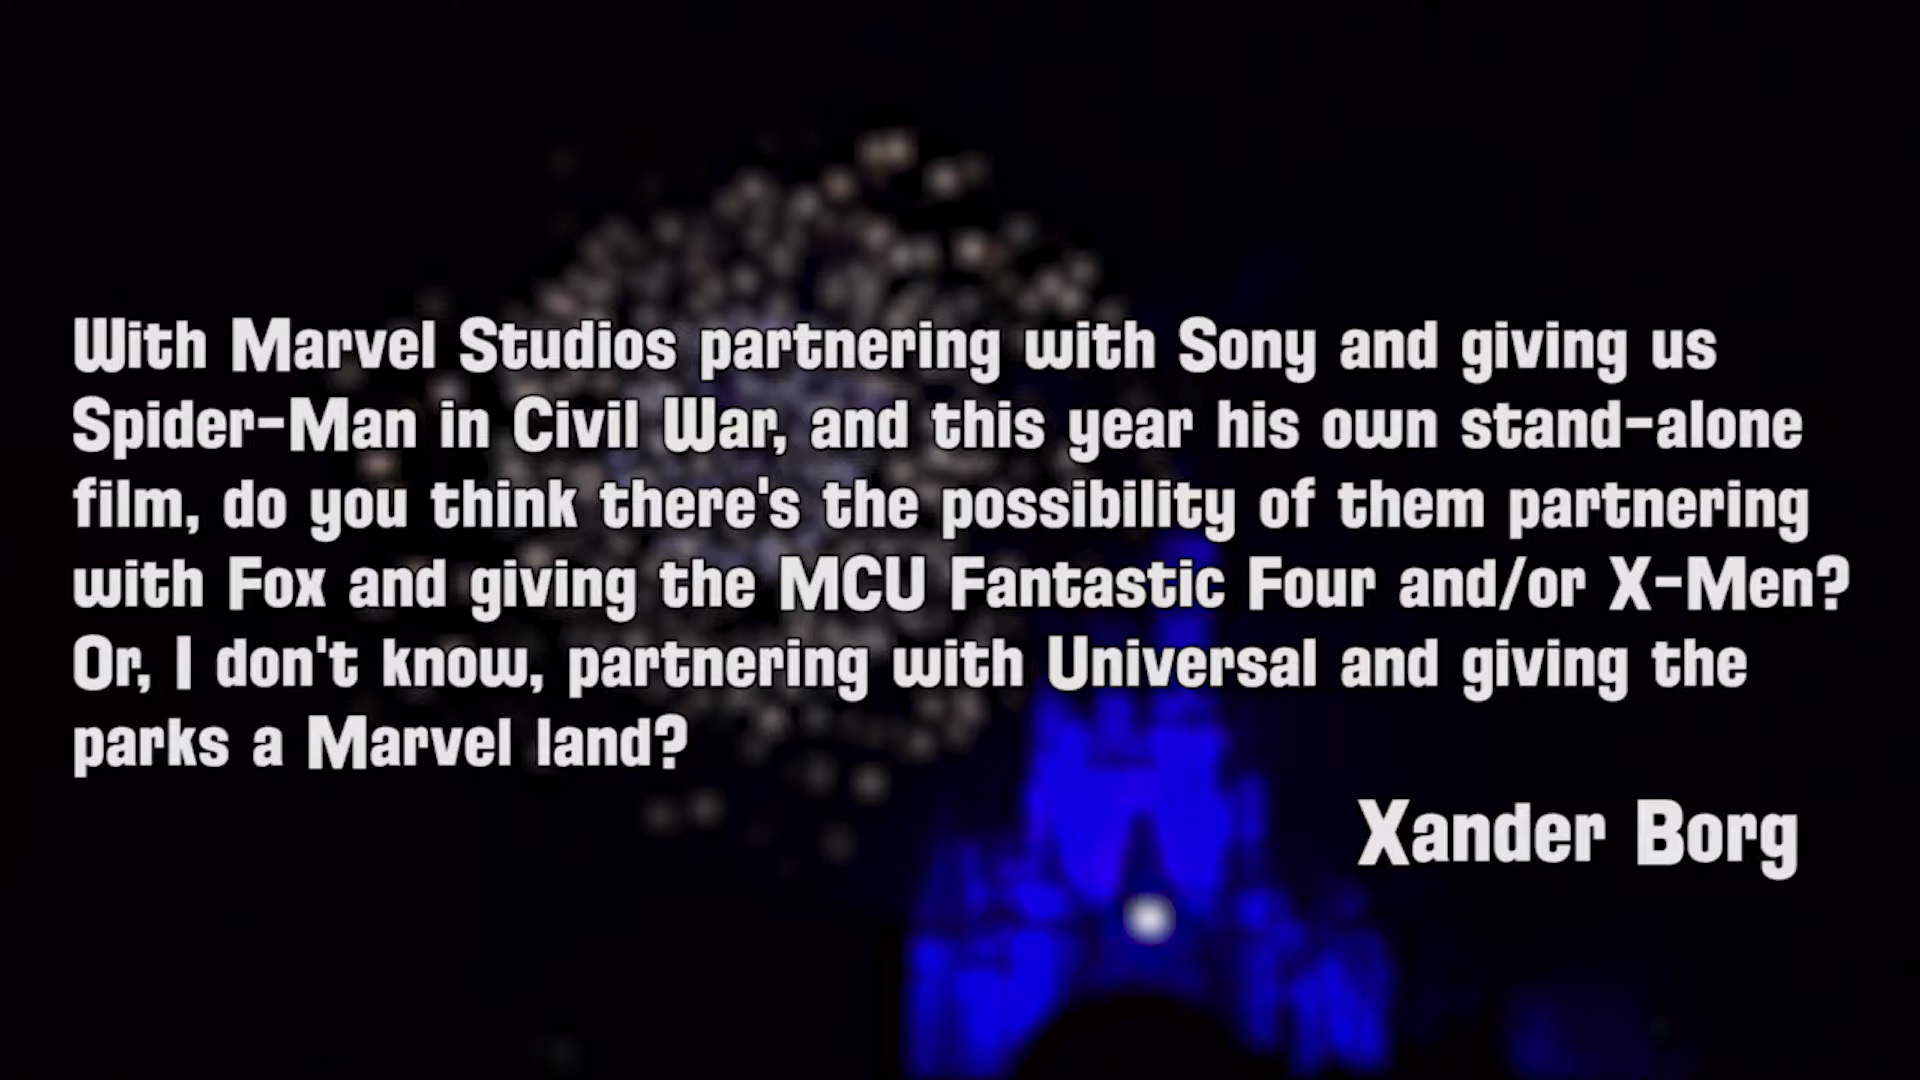 With Marvel Studios partnering with Sony and giving us
Spider-Man in Civil War, and this year his own stand-alone
film, do you think there's the possibility of them partnering
with Fox and giving the MCU Fantastic Four and/or X-Men?
Or, I don't know, partnering with Universal and giving the
parks a Marvel land?
Xander Borg